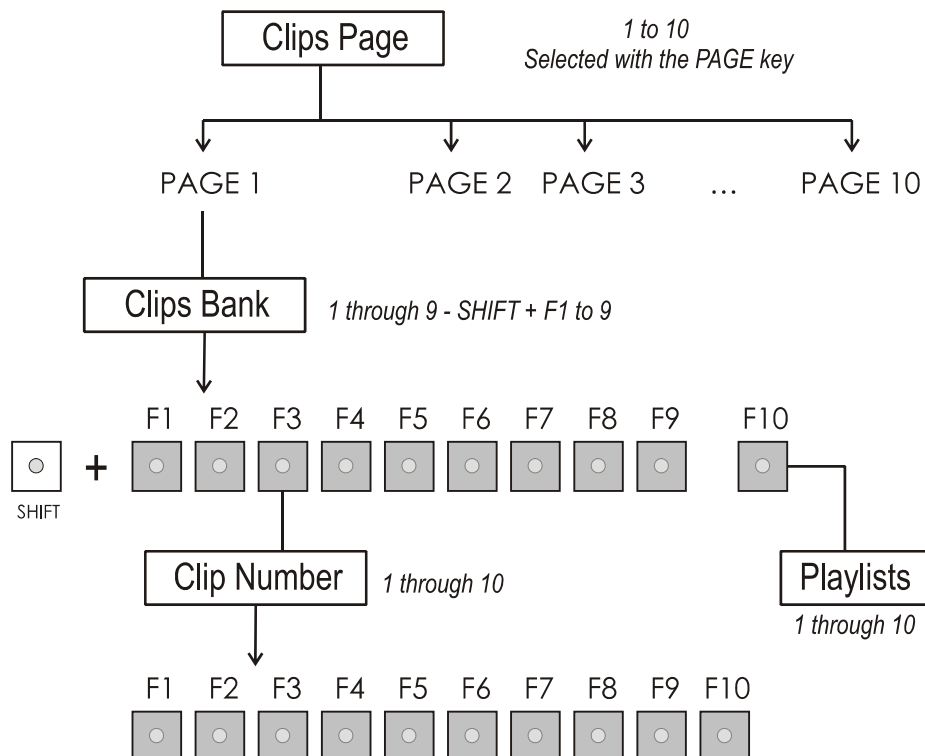 Clips Page
1 to 10
Selected with the PAGE key
PAGE 1 PAGE 2 PAGE 3 ... PAGE 10
Clips Bank
1 through 9 - SHIFT + F1 to 9
F1 F2 F3 F4 F5 F6 F7 F8 F9 F10
+
SHIFT
Clip Number
1 through 10
Playlists
1 through 10
F1 F2 F3 F4 F5 F6 F7 F8 F9 F10